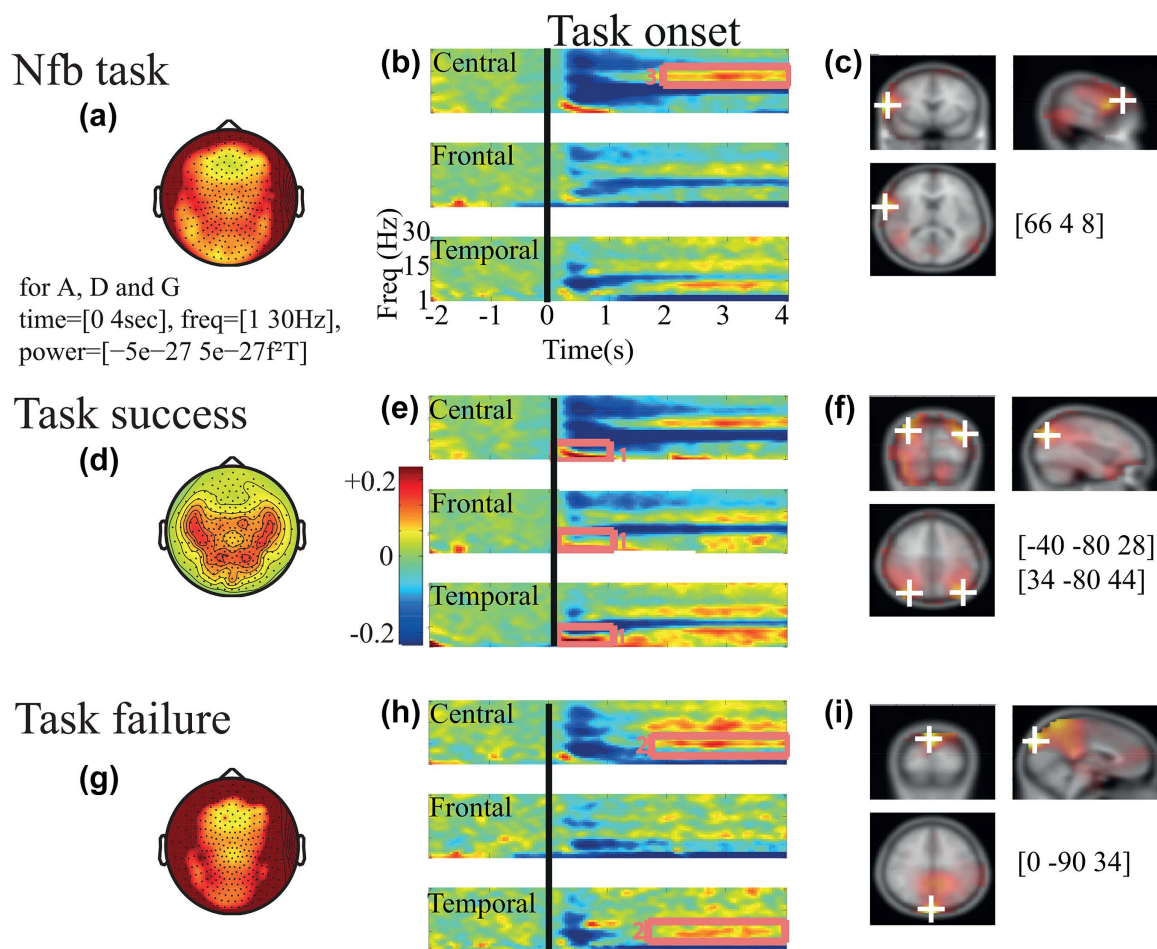 Task onset
Nfb task
(a)
for A, D and G
time=[0 4sec], freq=[1 30Hz],
power=[−5e−27 5e−27f²T]
(b)
Central
3
Frontal
Temporal
Freq (Hz)
30
15
1
-2 -1 0 1 2 3 4
Time(s)
(c)
[66 4 8]
Task success
(d)
+0.2
0
-0.2
(e)
Central
1
Frontal
1
Temporal
1
(f)
[-40 -80 28]
[34 -80 44]
Task failure
(g)
(h)
Central
2
Frontal
Temporal
2
(i)
[0 -90 34]